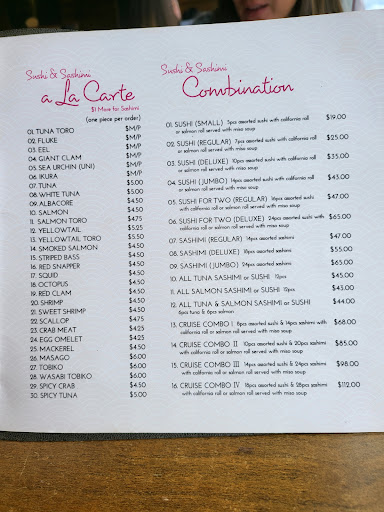 Sushi & Sashimi
a La Carte
$1 More for Sashimi
(one piece per order)
01. TUNA TORO $M/P
02. FLUKE $M/P
03. EEL $M/P
04. GIANT CLAM $M/P
05. SEA URCHIN (UNI) $M/P
06. IKURA $M/P
07. TUNA $5.00
08. WHITE TUNA $5.00
09. ALBACORE $4.50
10. SALMON $4.50
11. SALMON TORO $4.75
12. YELLOWTAIL $5.25
13. YELLOWTAIL TORO $5.50
14. SMOKED SALMON $4.50
15. STRIPED BASS $4.50
16. RED SNAPPER $4.50
17. SQUID $4.50
18. OCTOPUS $4.50
19. RED CLAM $4.50
20. SHRIMP $4.50
21. SWEET SHRIMP $4.50
22. SCALLOP $4.75
23. CRAB MEAT $4.25
24. EGG OMELET $4.25
25. MACKEREL $4.50
26. MASAGO $6.00
27. TOBIKO $6.00
28. WASABI TOBIKO $6.00
29. SPICY CRAB $4.50
30. SPICY TUNA $5.00
Sushi & Sashimi
Combination
01. SUSHI (SMALL) 5pcs assorted sushi with california roll $19.00
or salmon roll served with miso soup
02. SUSHI (REGULAR) 7pcs assorted sushi with california roll $25.00
or salmon roll served with miso soup
03. SUSHI (DELUXE) 10pcs assorted sushi with california roll $35.00
or salmon roll served with miso soup
04. SUSHI (JUMBO) 14pcs assorted sushi with california roll $43.00
or salmon roll served with miso soup
05. SUSHI FOR TWO (REGULAR) 16pcs assorted sushi $47.00
with california roll or salmon roll served with miso soup
06. SUSHI FOR TWO (DELUXE) 24pcs assorted sushi with $65.00
california roll or salmon roll served with miso soup
07. SASHIMI (REGULAR) 14pcs assorted sashimi $47.00
08. SASHIMI (DELUXE) 18pcs assorted sashimi $55.00
09. SASHIMI (JUMBO) 24pcs assorted sashimi $65.00
10. ALL TUNA SASHIMI or SUSHI 12pcs $45.00
11. ALL SALMON SASHIMI or SUSHI 12pcs $43.00
12. ALL TUNA & SALMON SASHIMI or SUSHI $44.00
6pcs tuna & 6pcs salmon
13. CRUISE COMBO I 8pcs assorted sushi & 14pcs sashimi with $68.00
california roll or salmon roll served with miso soup
14. CRUISE COMBO II 10pcs assorted sushi & 20pcs sashimi $85.00
with california roll or salmon roll served with miso soup
15. CRUISE COMBO III 14pcs assorted sushi & 24pcs sashimi $98.00
with california roll or salmon roll served with miso soup
16. CRUISE COMBO IV 18pcs assorted sushi & 28pcs sashimi $112.00
with california roll or salmon roll served with miso soup